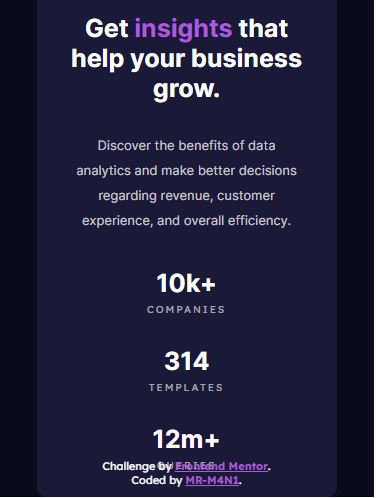 Get insights that
help your business
grow.
Discover the benefits of data
analytics and make better decisions
regarding revenue, customer
experience, and overall efficiency.
10k+
COMPANIES
314
TEMPLATES
12m+
Challenge by Frontend Mentor.
Coded by MR-M4N1.